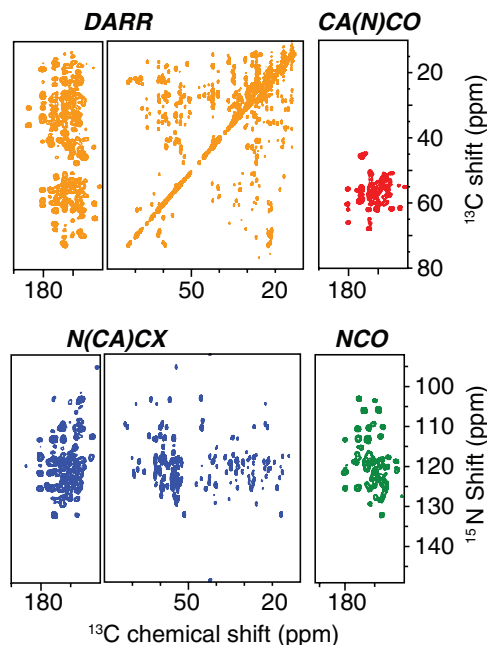 DARR CA(N)CO
20
40
60
80
13C shift (ppm)
180 50 20 180
N(CA)CX NCO
100
110
120
130
140
15N Shift (ppm)
180 50 20 180
13C chemical shift (ppm)